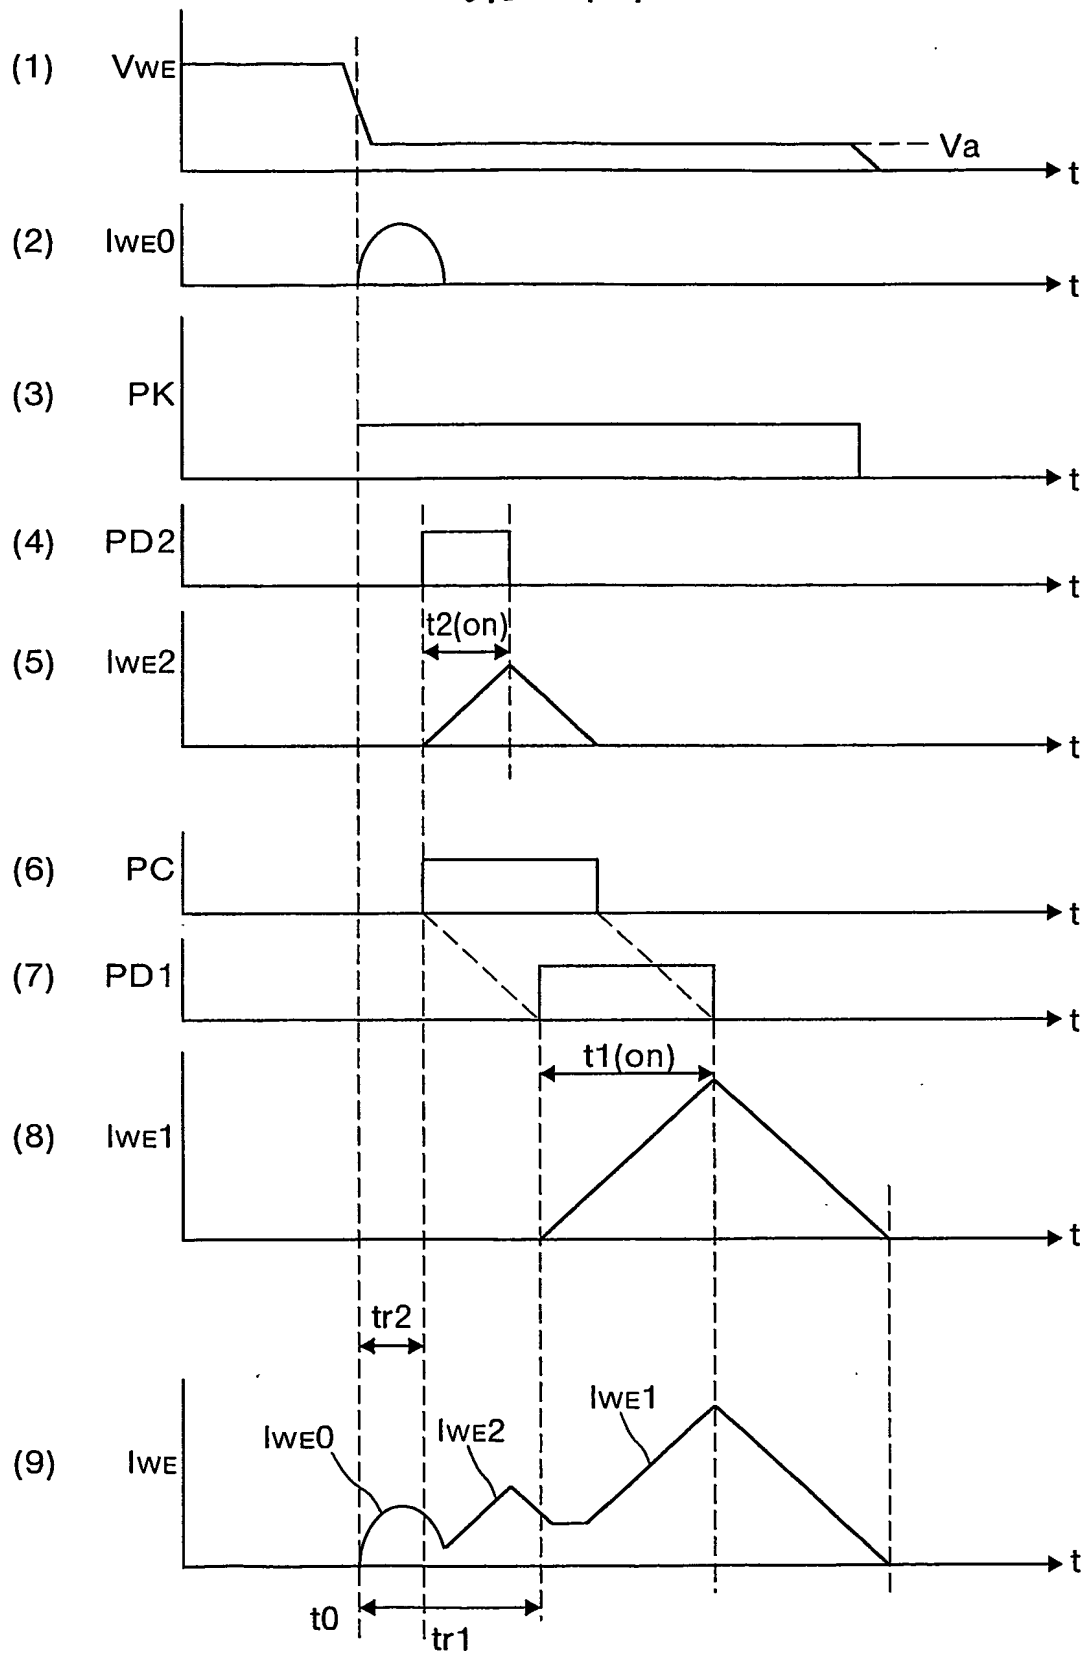 (1) VWE
Va
t
(2) IWE0
t
(3) PK
t
(4) PD2
t
t2(on)
(5) IWE2
t
(6) PC
t
(7) PD1
t
t1(on)
(8) IWE1
t
tr2
IWE1
IWE0 IWE2
(9) IWE
t
t0
tr1